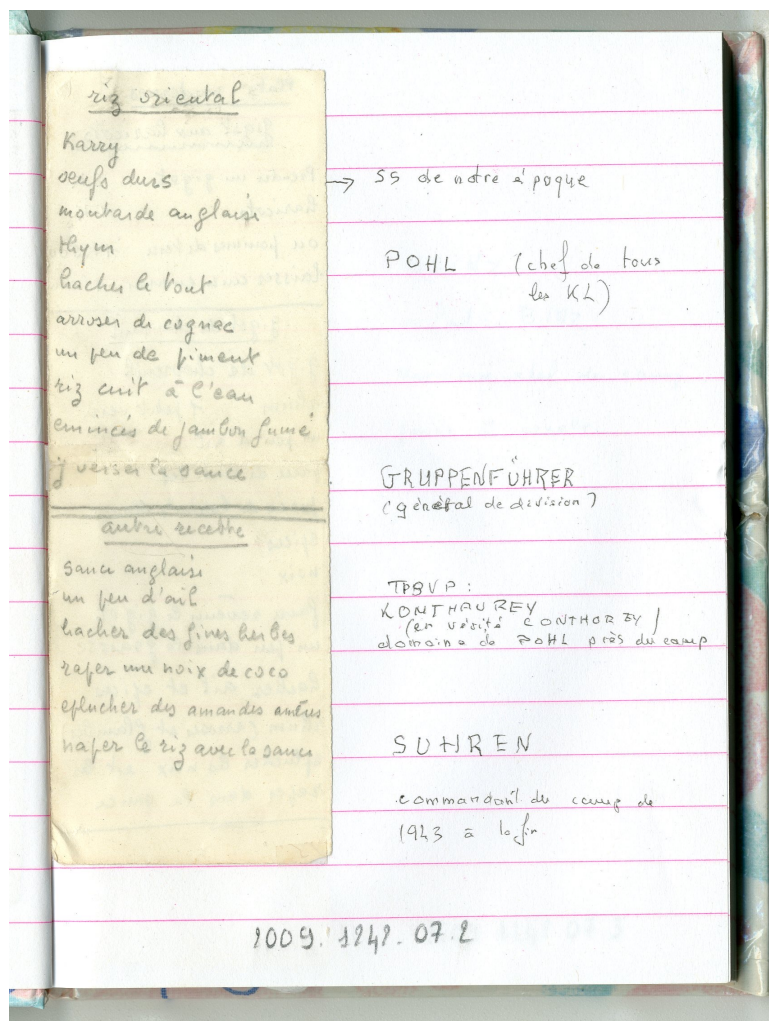 riz oriental
Karry
oeufs durs
moutarde anglaise
thym
hacher le tout
arroser de cognac
un peu de piment
riz cuit à l'eau
emincés de jambon fumé
y verser la sauce
autre recette
sauce anglaise
un peu d'ail
hacher des fines herbes
raper une noix de coco
eplucher des amandes amères
naper le riz avec la sauce
→ SS de notre époque
POHL (chef de tous
les KL)
GRUPPENFÜHRER
(général de division)
KONTHAUREY
(en vérité CONTHOREY)
domaine de POHL près du camp
SUHREN
commandant du camp de
1943 à la fin
2009.1242.07.2